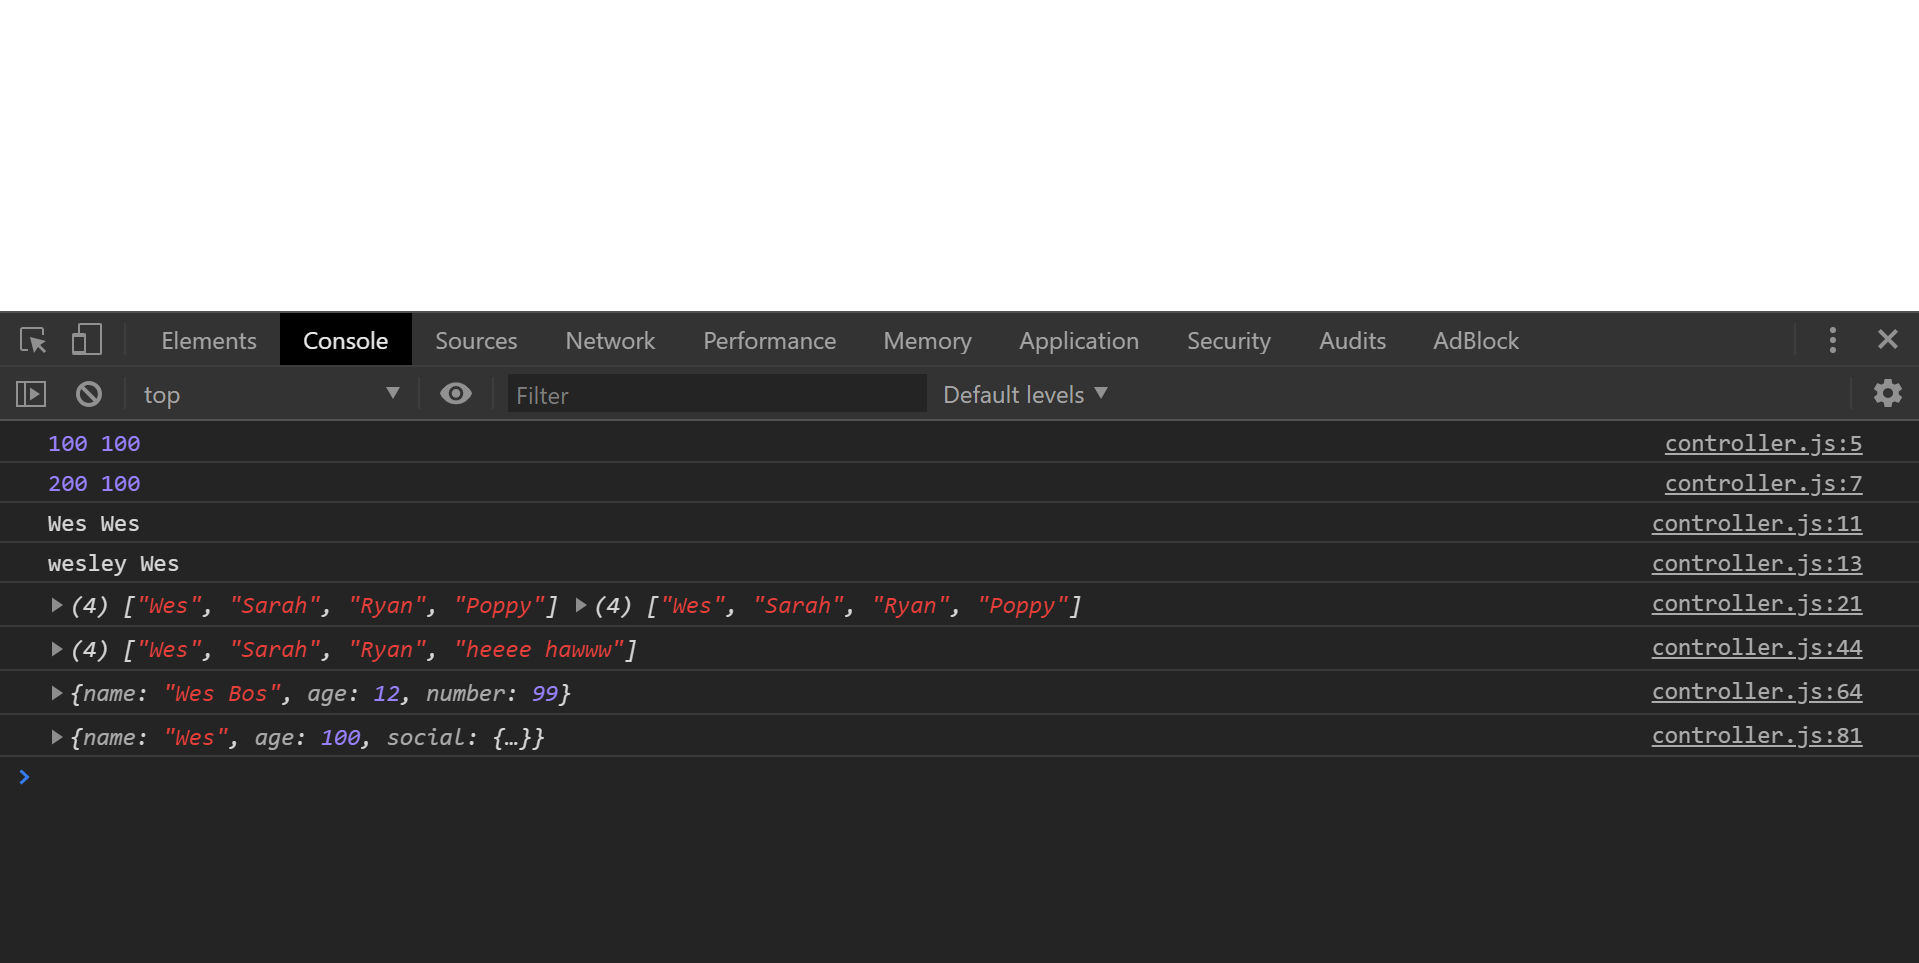 Elements Console Sources Network Performance Memory Application Security Audits AdBlock
top Filter Default levels
100 100 controller.js:5
200 100 controller.js:7
Wes Wes controller.js:11
wesley Wes controller.js:13
(4) ["Wes", "Sarah", "Ryan", "Poppy"] (4) ["Wes", "Sarah", "Ryan", "Poppy"] controller.js:21
(4) ["Wes", "Sarah", "Ryan", "heeee hawww"] controller.js:44
{name: "Wes Bos", age: 12, number: 99} controller.js:64
{name: "Wes", age: 100, social: {…}} controller.js:81